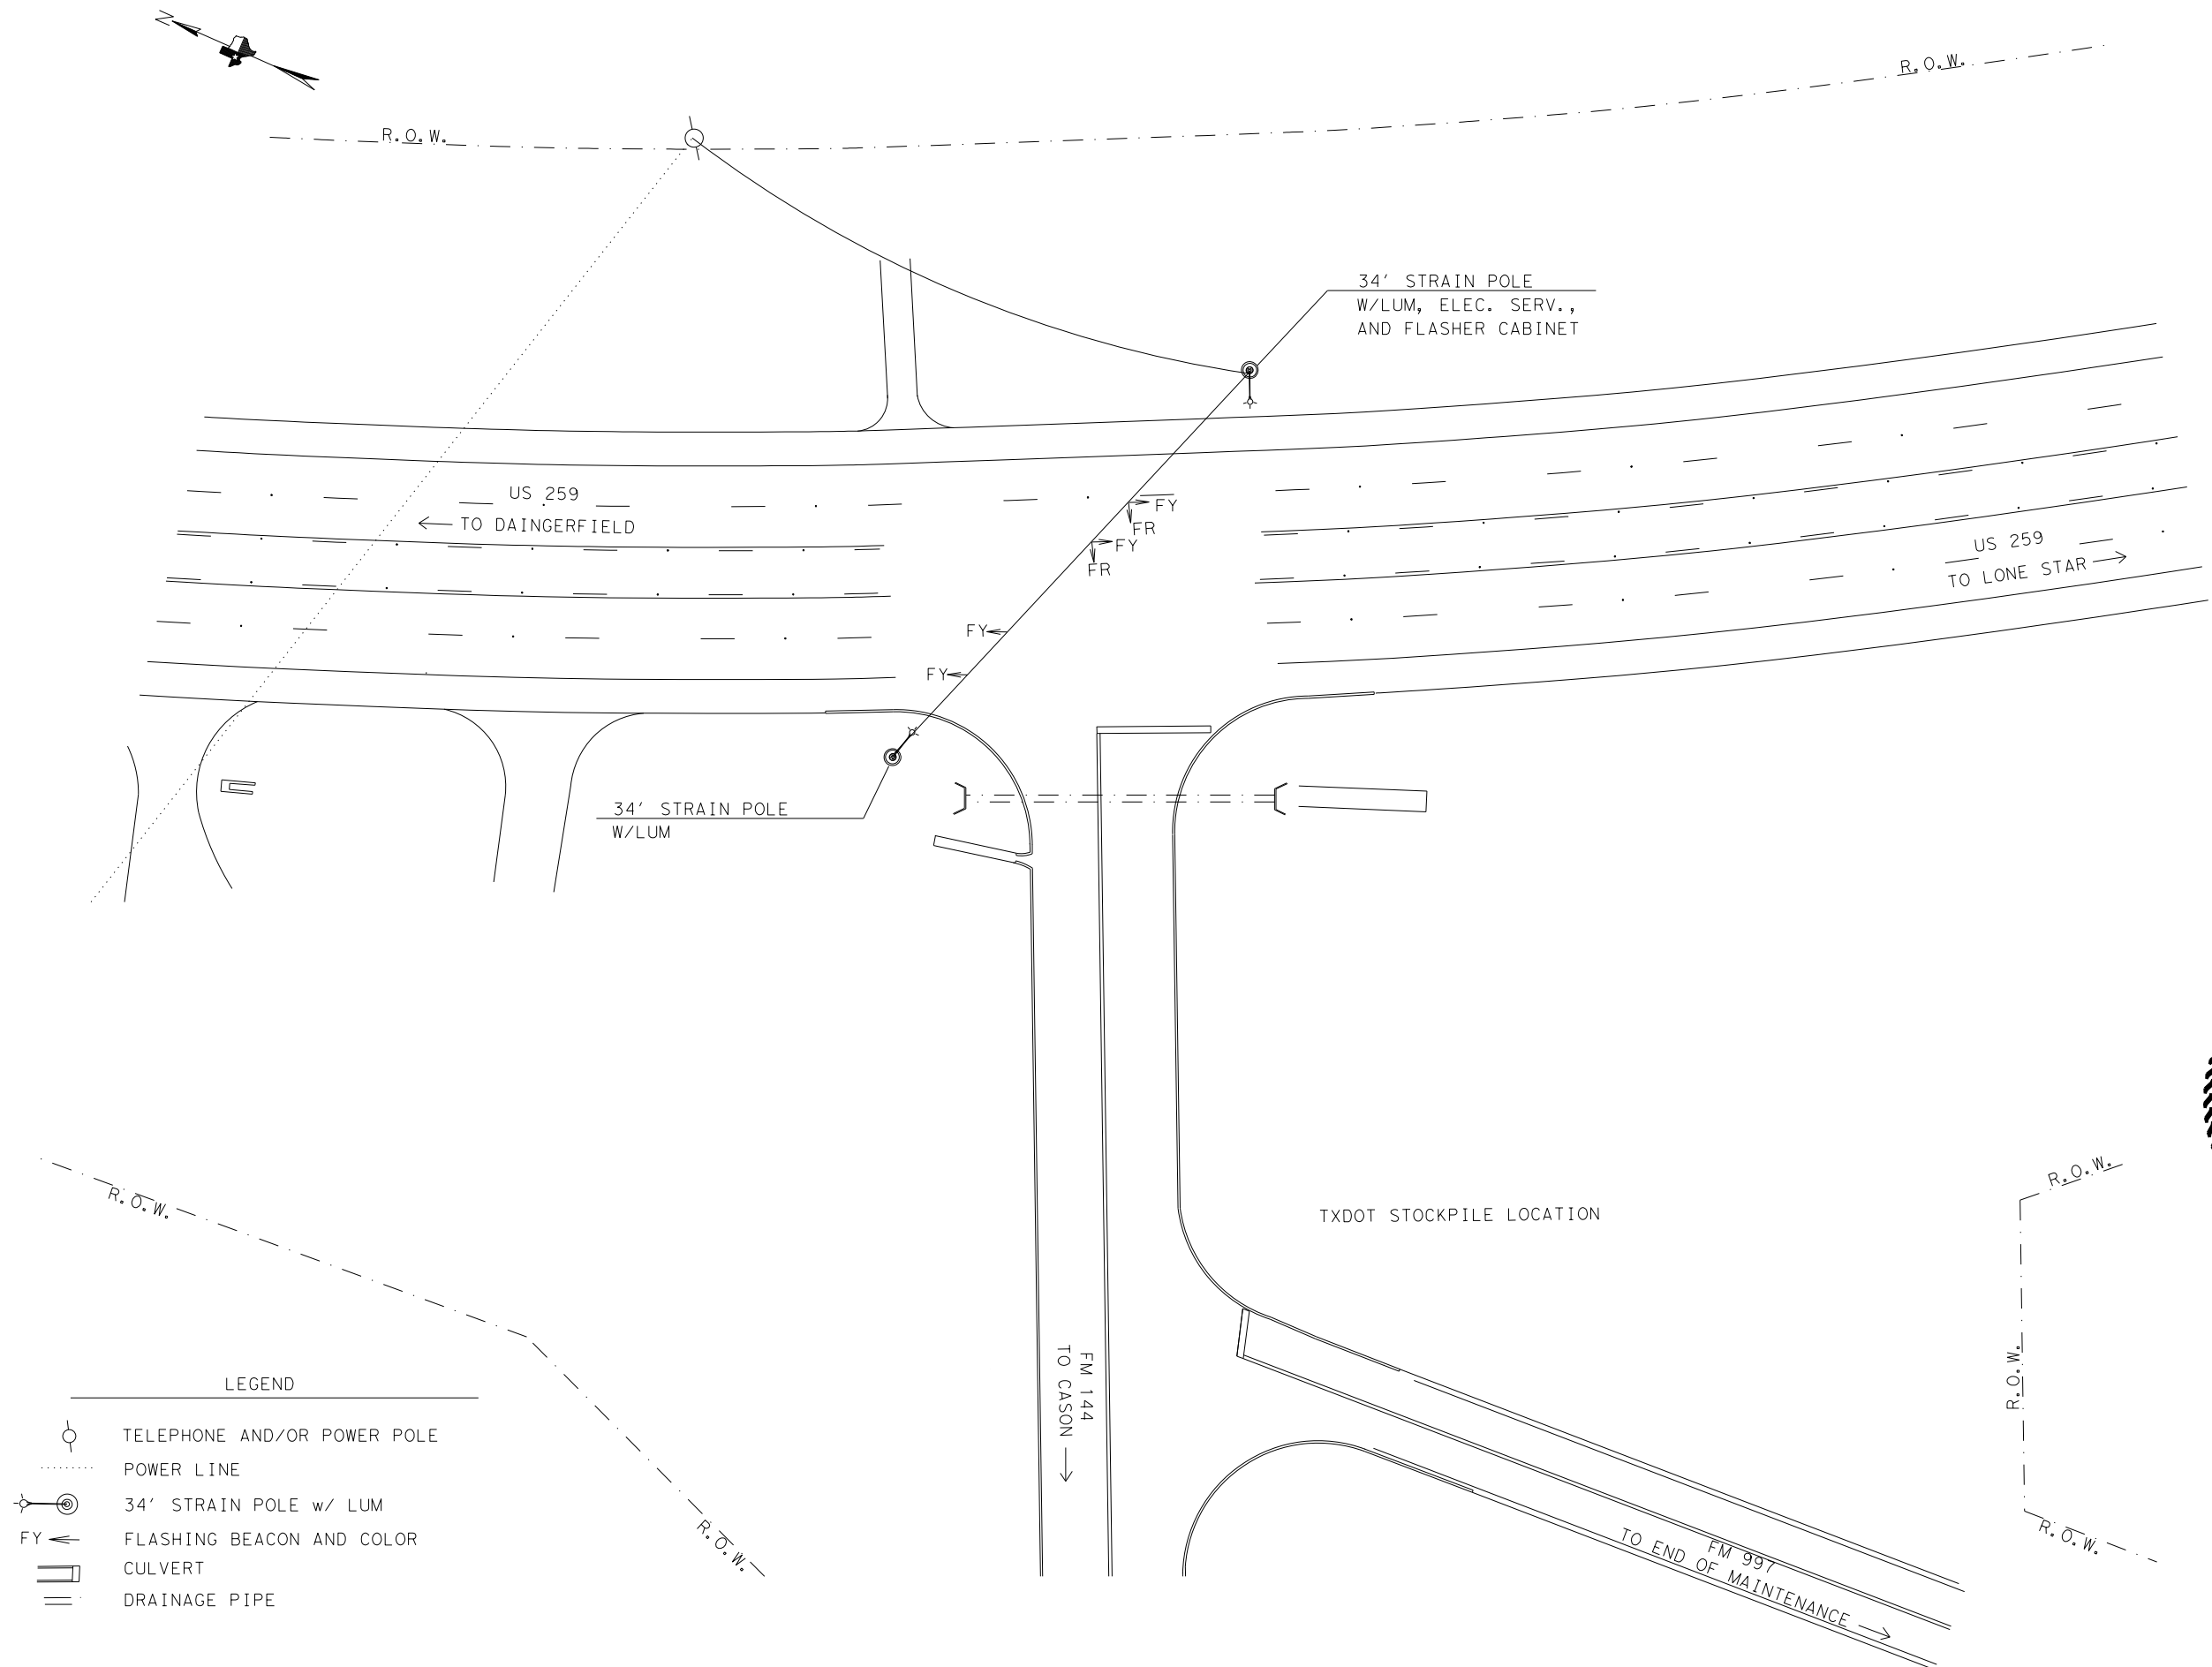 N
R.O.W.
R.O.W.
34' STRAIN POLE
W/LUM, ELEC. SERV.,
AND FLASHER CABINET
US 259
TO DAINGERFIELD
FY
FR
FY
FR
US 259
TO LONE STAR
FY
FY
34' STRAIN POLE
W/LUM
R.O.W.
R.O.W.
TXDOT STOCKPILE LOCATION
FM 144
TO CASON
R.O.W.
R.O.W.
R.O.W.
FM 997
TO END OF MAINTENANCE
LEGEND
TELEPHONE AND/OR POWER POLE
POWER LINE
34' STRAIN POLE w/ LUM
FY FLASHING BEACON AND COLOR
CULVERT
DRAINAGE PIPE